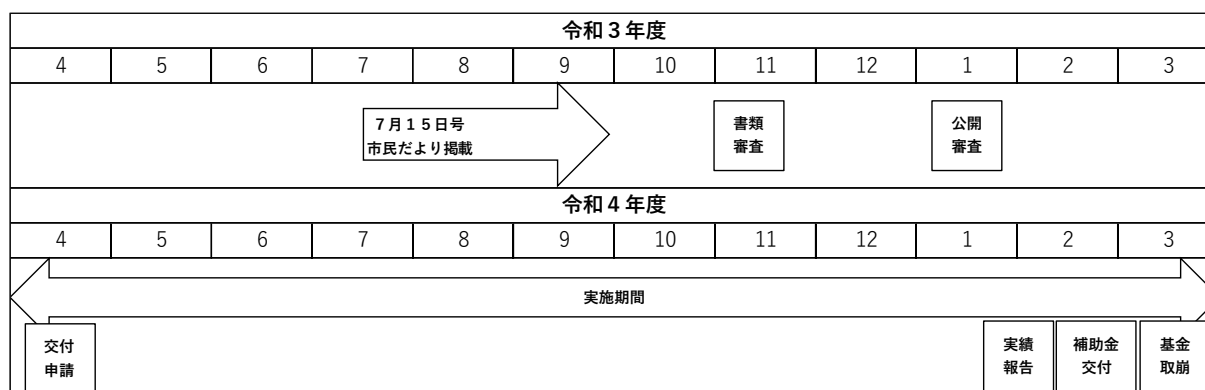 令和３年度
4 5 6 7 8 9 10 11 12 1 2 3
７月１５日号
市民だより掲載
書類
審査
公開
審査
令和４年度
4 5 6 7 8 9 10 11 12 1 2 3
実施期間
交付
申請
実績
報告
補助金
交付
基金
取崩